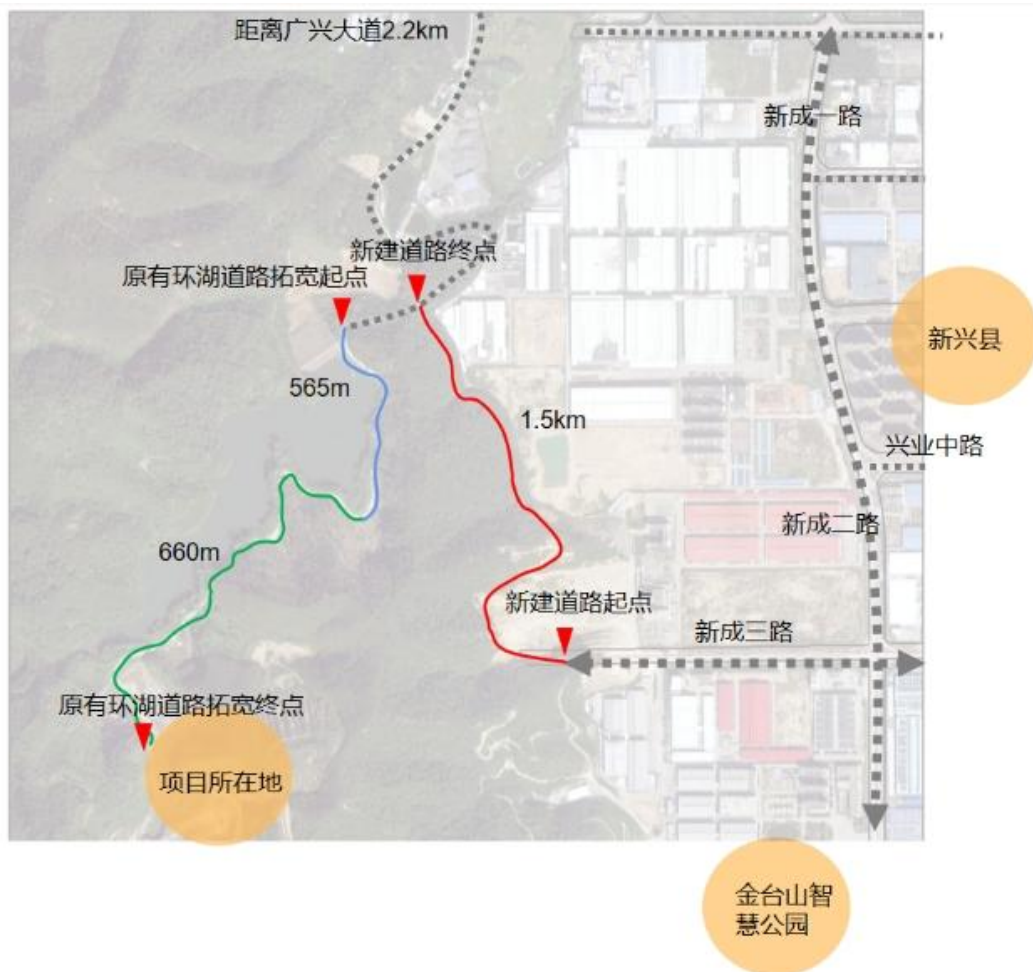 距离广兴大道2.2km
新成一路
新建道路终点
原有环湖道路拓宽起点
新兴县
565m
1.5km
兴业中路
新成二路
660m
新建道路起点
新成三路
原有环湖道路拓宽终点
项目所在地
金台山智
慧公园